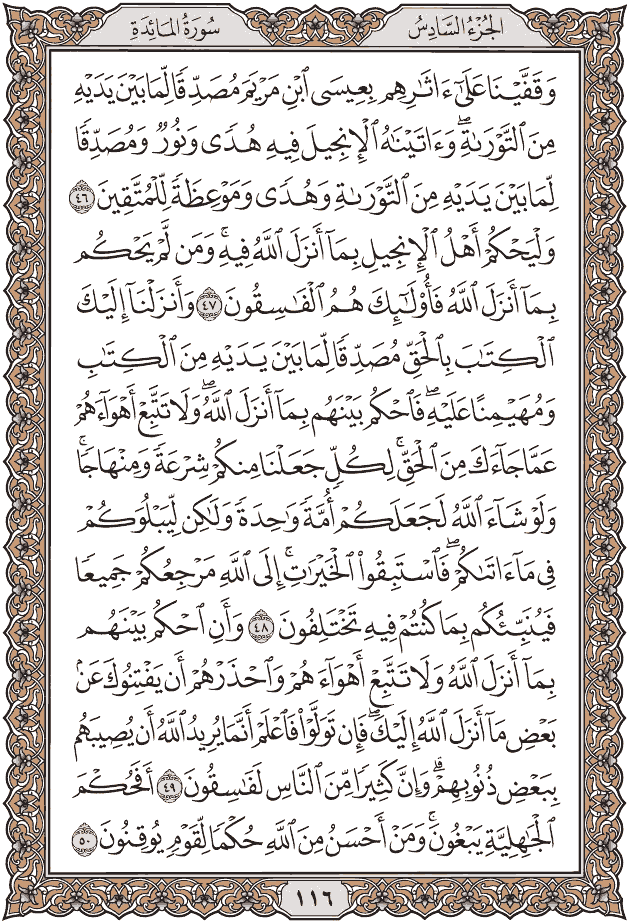 الجُزْءُ السَّادِسُ
سُورَةُ المَائِدَةِ
وَقَفَّيْنَا عَلَىٰٓ ءَاثَٰرِهِم بِعِيسَى ٱبْنِ مَرْيَمَ مُصَدِّقًا لِّمَا بَيْنَ يَدَيْهِ
مِنَ ٱلتَّوْرَىٰةِۖ وَءَاتَيْنَٰهُ ٱلْإِنجِيلَ فِيهِ هُدًى وَنُورٌ وَمُصَدِّقًا
لِّمَا بَيْنَ يَدَيْهِ مِنَ ٱلتَّوْرَىٰةِ وَهُدًى وَمَوْعِظَةً لِّلْمُتَّقِينَ ٤٦
وَلْيَحْكُمْ أَهْلُ ٱلْإِنجِيلِ بِمَآ أَنزَلَ ٱللَّهُ فِيهِۚ وَمَن لَّمْ يَحْكُم
بِمَآ أَنزَلَ ٱللَّهُ فَأُو۟لَٰٓئِكَ هُمُ ٱلْفَٰسِقُونَ ٤٧ وَأَنزَلْنَآ إِلَيْكَ
ٱلْكِتَٰبَ بِٱلْحَقِّ مُصَدِّقًا لِّمَا بَيْنَ يَدَيْهِ مِنَ ٱلْكِتَٰبِ
وَمُهَيْمِنًا عَلَيْهِۖ فَٱحْكُم بَيْنَهُم بِمَآ أَنزَلَ ٱللَّهُۖ وَلَا تَتَّبِعْ أَهْوَآءَهُمْ
عَمَّا جَآءَكَ مِنَ ٱلْحَقِّۚ لِكُلٍّ جَعَلْنَا مِنكُمْ شِرْعَةً وَمِنْهَاجًاۚ
وَلَوْ شَآءَ ٱللَّهُ لَجَعَلَكُمْ أُمَّةً وَٰحِدَةً وَلَٰكِن لِّيَبْلُوَكُمْ
فِى مَآ ءَاتَىٰكُمْۖ فَٱسْتَبِقُوا۟ ٱلْخَيْرَٰتِۚ إِلَى ٱللَّهِ مَرْجِعُكُمْ جَمِيعًا
فَيُنَبِّئُكُم بِمَا كُنتُمْ فِيهِ تَخْتَلِفُونَ ٤٨ وَأَنِ ٱحْكُم بَيْنَهُم
بِمَآ أَنزَلَ ٱللَّهُ وَلَا تَتَّبِعْ أَهْوَآءَهُمْ وَٱحْذَرْهُمْ أَن يَفْتِنُوكَ عَنۢ
بَعْضِ مَآ أَنزَلَ ٱللَّهُ إِلَيْكَۖ فَإِن تَوَلَّوْا۟ فَٱعْلَمْ أَنَّمَا يُرِيدُ ٱللَّهُ أَن يُصِيبَهُم
بِبَعْضِ ذُنُوبِهِمْۗ وَإِنَّ كَثِيرًا مِّنَ ٱلنَّاسِ لَفَٰسِقُونَ ٤٩ أَفَحُكْمَ
ٱلْجَٰهِلِيَّةِ يَبْغُونَۚ وَمَنْ أَحْسَنُ مِنَ ٱللَّهِ حُكْمًا لِّقَوْمٍ يُوقِنُونَ ٥٠
١١٦